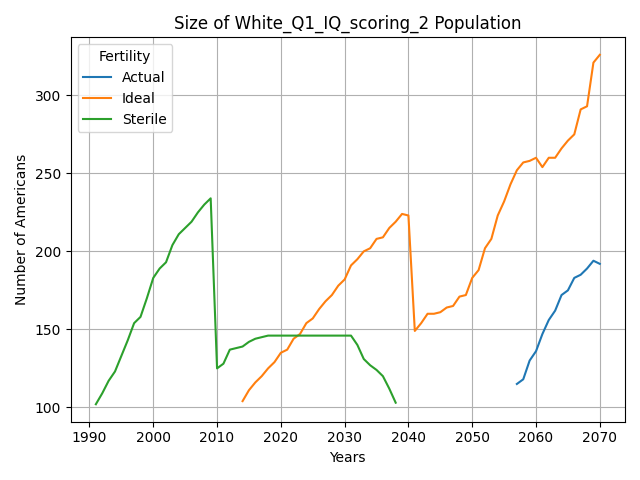 Size of White_Q1_IQ_scoring_2 Population
Fertility
Actual
Ideal
Sterile
Number of Americans
300
250
200
150
100
1990 2000 2010 2020 2030 2040 2050 2060 2070
Years